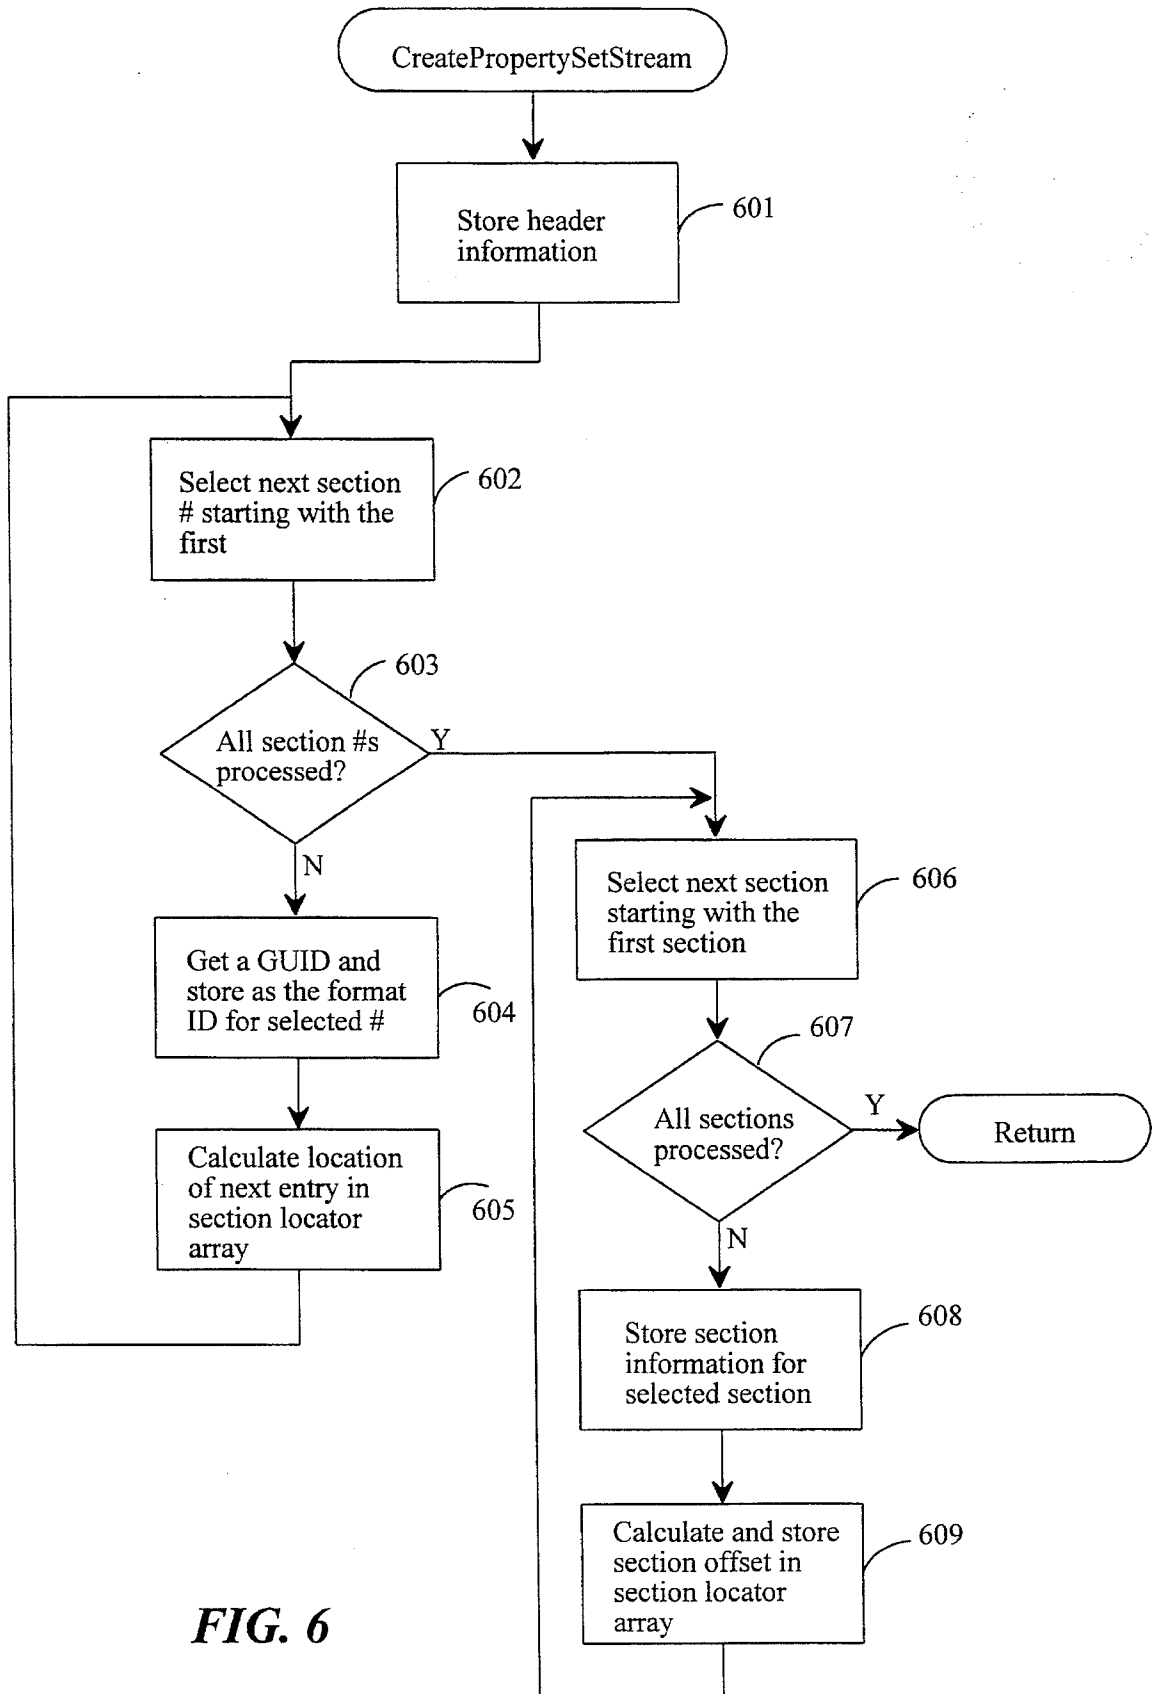 CreatePropertySetStream
Store header
information
601
Select next section
# starting with the
first
602
603
All section #s
processed?
Y
N
Get a GUID and
store as the format
ID for selected #
604
Calculate location
of next entry in
section locator
array
605
Select next section
starting with the
first section
606
607
All sections
processed?
Y
Return
N
Store section
information for
selected section
608
Calculate and store
section offset in
section locator
array
609
FIG. 6